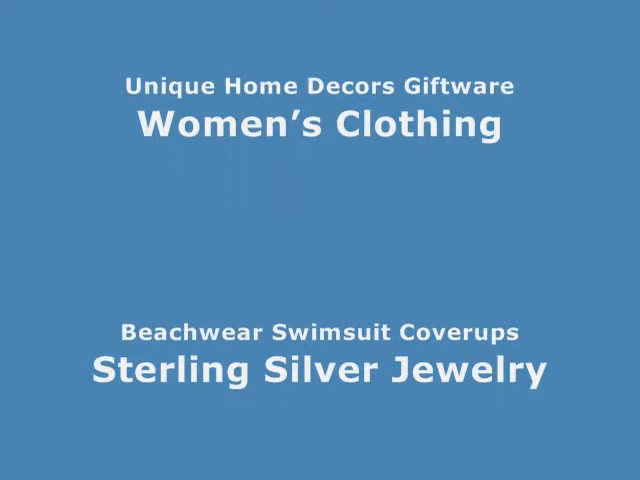 Unique Home Decors Giftware
Women’s Clothing
Beachwear Swimsuit Coverups
Sterling Silver Jewelry